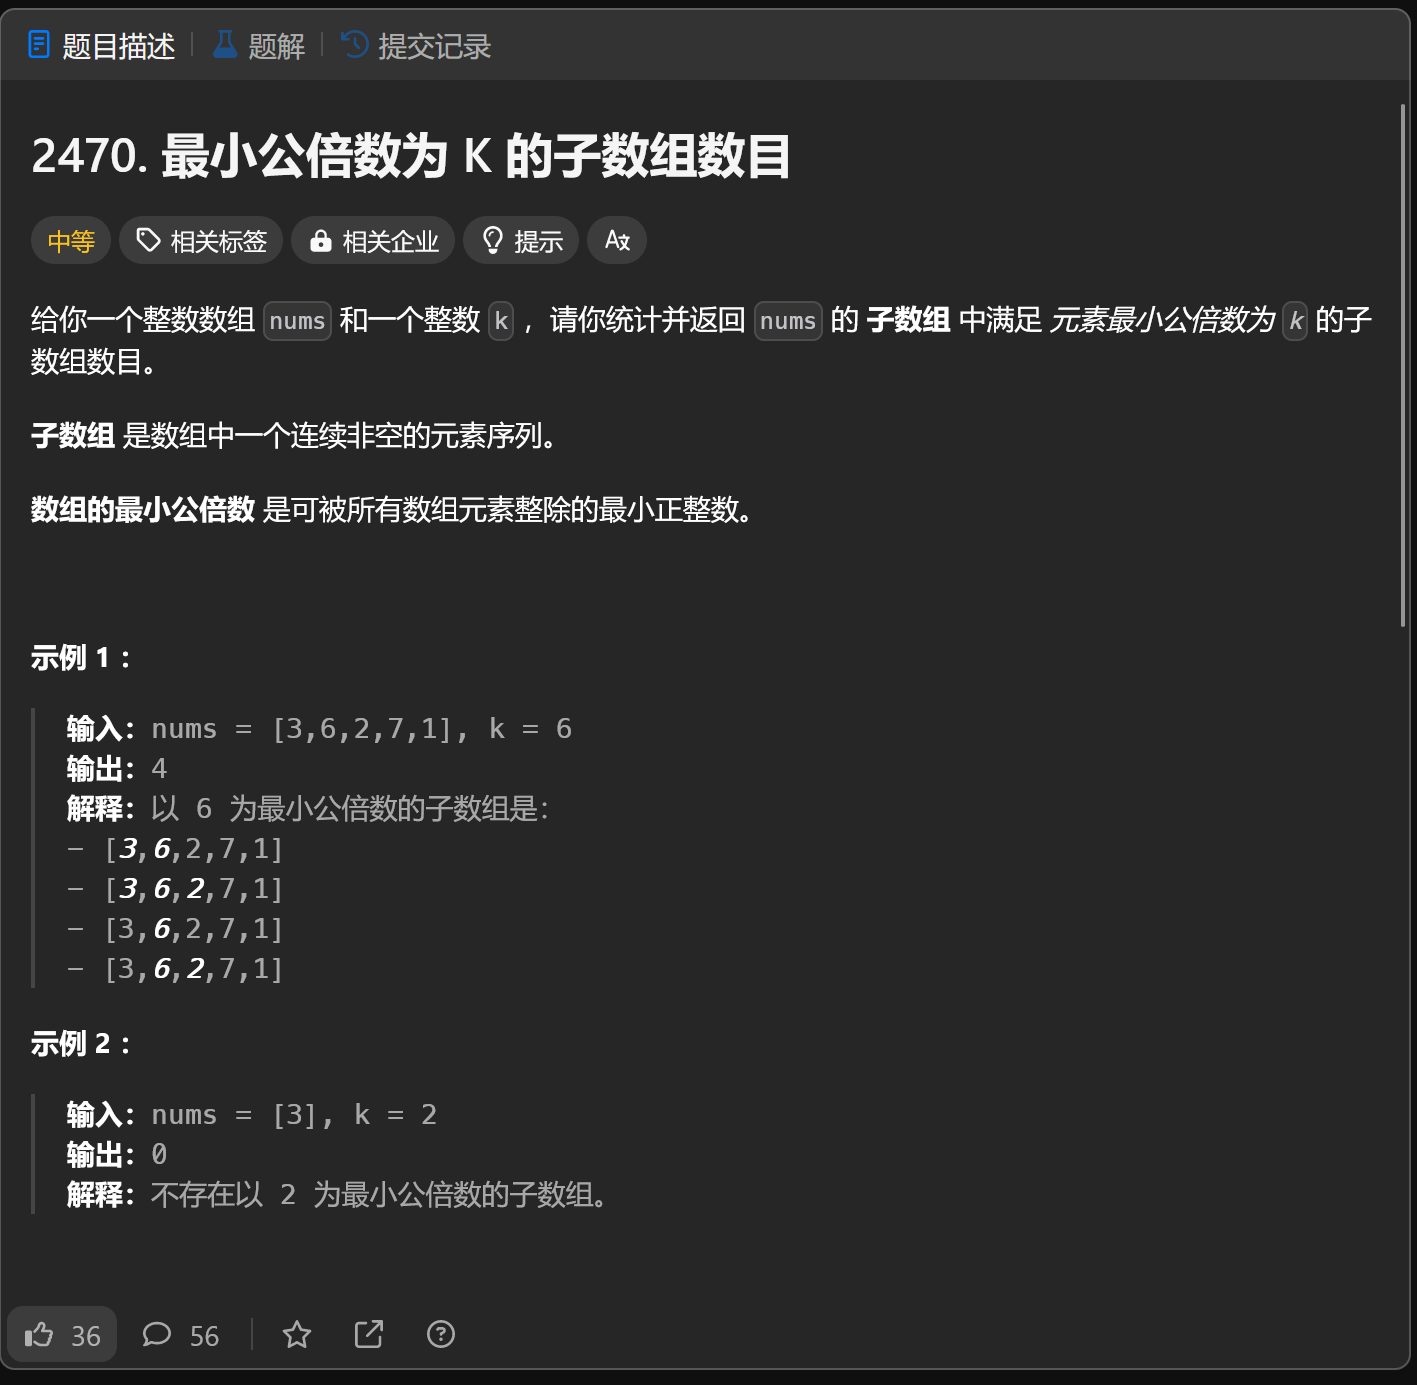 题目描述 | 题解 | 提交记录
2470. 最小公倍数为 K 的子数组数目
中等 相关标签 相关企业 提示
给你一个整数数组 nums 和一个整数 k ，请你统计并返回 nums 的 子数组 中满足 元素最小公倍数为 k 的子
数组数目。
子数组 是数组中一个连续非空的元素序列。
数组的最小公倍数 是可被所有数组元素整除的最小正整数。
示例 1：
输入：nums = [3,6,2,7,1], k = 6
输出：4
解释：以 6 为最小公倍数的子数组是：
- [3,6,2,7,1]
- [3,6,2,7,1]
- [3,6,2,7,1]
- [3,6,2,7,1]
示例 2：
输入：nums = [3], k = 2
输出：0
解释：不存在以 2 为最小公倍数的子数组。
36 56